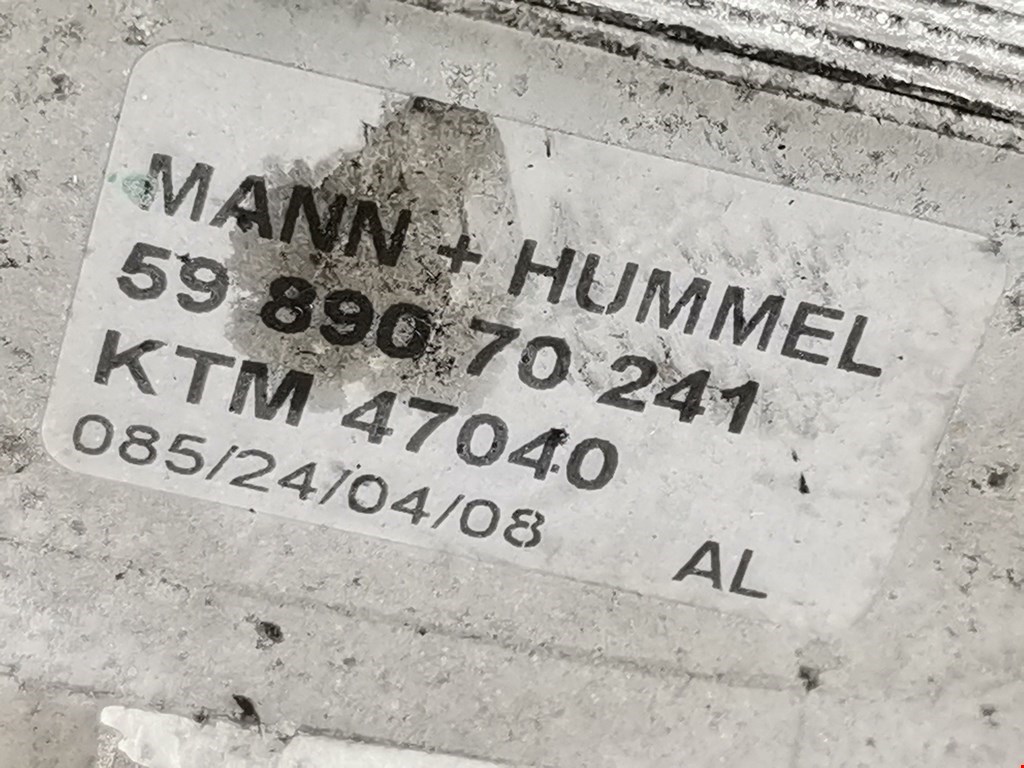 MANN + HUMMEL
59 890 70 241
KTM 47040
085/24/04/08
AL